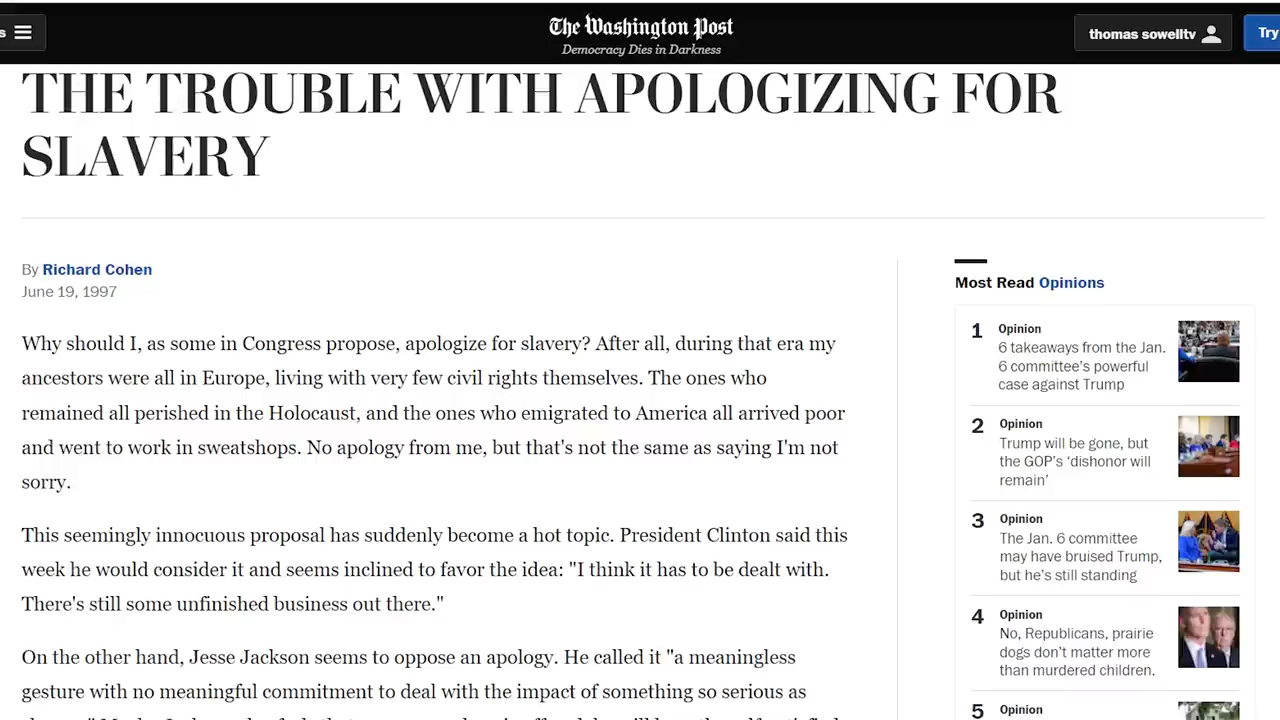 s
The Washington Post
Democracy Dies in Darkness
thomas sowelltv
Try
THE TROUBLE WITH APOLOGIZING FOR
SLAVERY
By Richard Cohen
June 19, 1997
Why should I, as some in Congress propose, apologize for slavery? After all, during that era my
ancestors were all in Europe, living with very few civil rights themselves. The ones who
remained all perished in the Holocaust, and the ones who emigrated to America all arrived poor
and went to work in sweatshops. No apology from me, but that's not the same as saying I'm not
sorry.
This seemingly innocuous proposal has suddenly become a hot topic. President Clinton said this
week he would consider it and seems inclined to favor the idea: "I think it has to be dealt with.
There's still some unfinished business out there."
On the other hand, Jesse Jackson seems to oppose an apology. He called it "a meaningless
gesture with no meaningful commitment to deal with the impact of something so serious as
Most Read Opinions
1
Opinion
6 takeaways from the Jan.
6 committee's powerful
case against Trump
2
Opinion
Trump will be gone, but
the GOP's ‘dishonor will
remain’
3
Opinion
The Jan. 6 committee
may have bruised Trump,
but he's still standing
4
Opinion
No, Republicans, prairie
dogs don't matter more
than murdered children.
5
Opinion